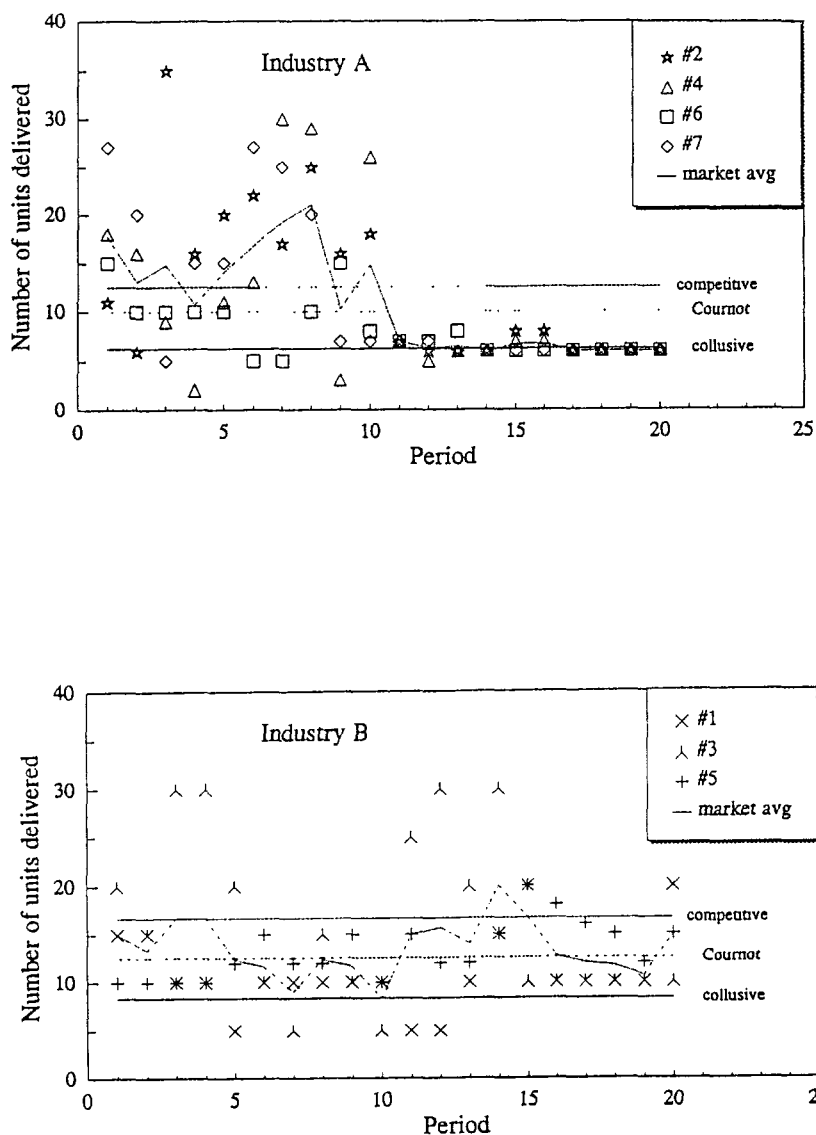 Industry A
Number of units delivered
40
30
20
10
0
#2
#4
#6
#7
market avg
competitive
Cournot
collusive
0 5 10 15 20 25
Period
Industry B
Number of units delivered
40
30
20
10
0
#1
#3
#5
market avg
competitive
Cournot
collusive
0 5 10 15 20
Period